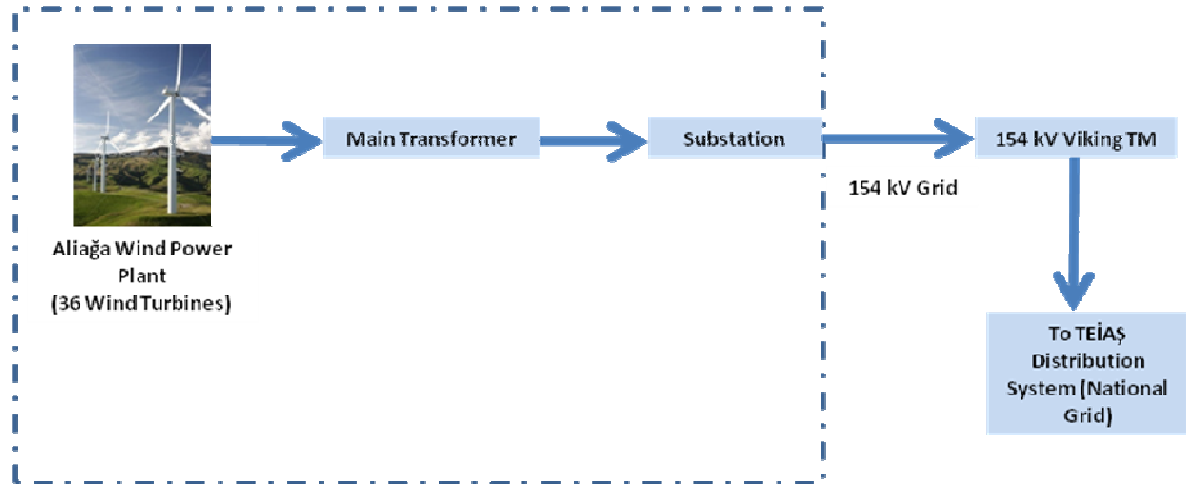 Main Transformer
Substation
154 kV Viking TM
154 kV Grid
Aliağa Wind Power
Plant
(36 Wind Turbines)
To TEİAŞ
Distribution
System (National
Grid)